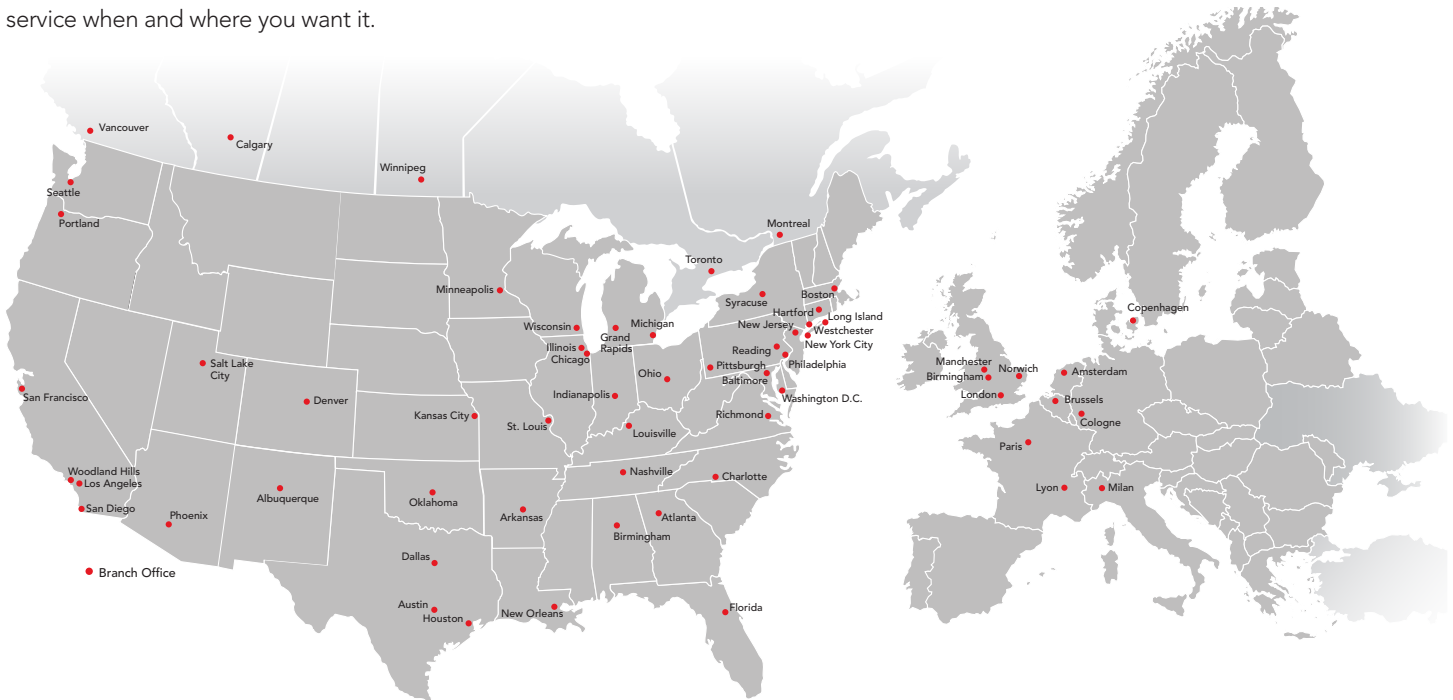 service when and where you want it.
Vancouver
Calgary
Winnipeg
Seattle
Portland
Montreal
Toronto
Minneapolis
Syracuse
Boston
Hartford
Long Island
New Jersey
Westchester
New York City
Wisconsin
Grand
Rapids
Michigan
Illinois
Chicago
Reading
Philadelphia
Pittsburgh
Baltimore
Ohio
Salt Lake
City
San Francisco
Denver
Kansas City
Indianapolis
St. Louis
Louisville
Washington D.C.
Richmond
Woodland Hills
Los Angeles
San Diego
Phoenix
Albuquerque
Oklahoma
Arkansas
Nashville
Charlotte
Atlanta
Birmingham
Dallas
Austin
Houston
New Orleans
Florida
Branch Office
Copenhagen
Manchester
Birmingham
Norwich
London
Amsterdam
Brussels
Cologne
Paris
Lyon
Milan